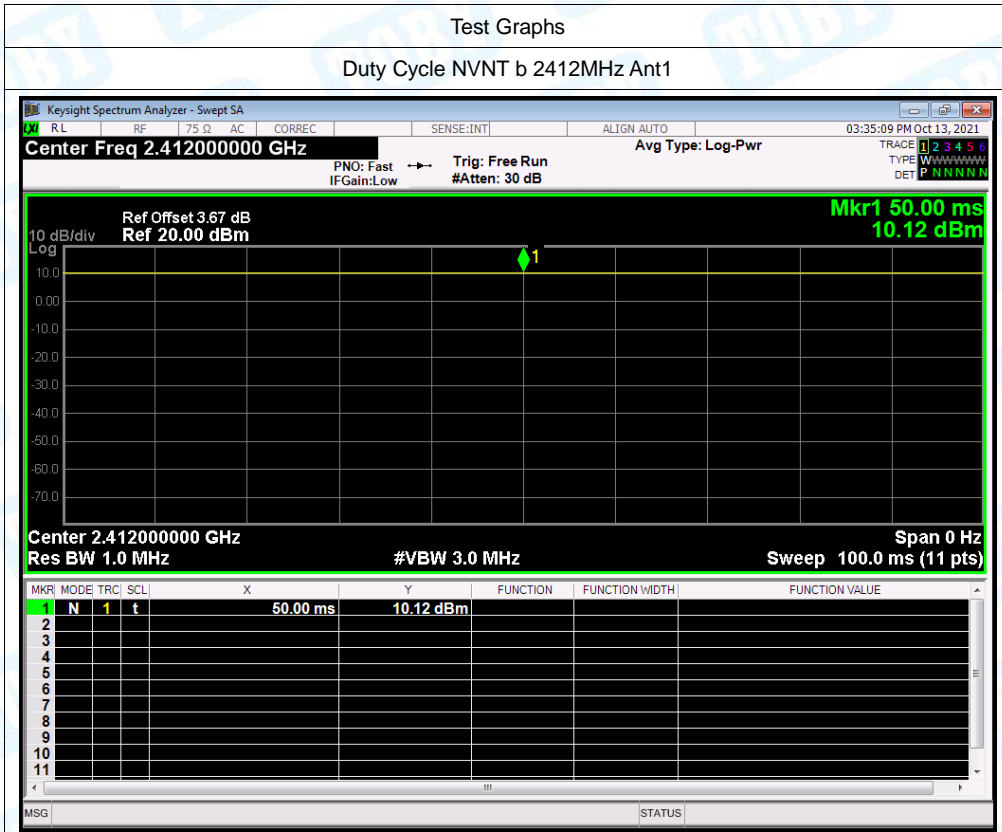 Test Graphs
Duty Cycle NVNT b 2412MHz Ant1
Keysight Spectrum Analyzer - Swept SA
LXI RL RF 75 Ω AC CORREC SENSE:INT ALIGN AUTO 03:35:09 PM Oct 13, 2021
Center Freq 2.412000000 GHz Avg Type: Log-Pwr TRACE 1 2 3 4 5 6
PNO: Fast Trig: Free Run TYPE WWWWWW
IFGain:Low #Atten: 30 dB DET P N N N N N
Mkr1 50.00 ms
Ref Offset 3.67 dB
10 dB/div Ref 20.00 dBm 10.12 dBm
Log
1
10.0
0.00
-10.0
-20.0
-30.0
-40.0
-50.0
-60.0
-70.0
Center 2.412000000 GHz Span 0 Hz
Res BW 1.0 MHz #VBW 3.0 MHz Sweep 100.0 ms (11 pts)
MKR MODE TRC SCL X Y FUNCTION FUNCTION WIDTH FUNCTION VALUE
1 N 1 t 50.00 ms 10.12 dBm
2
3
4
5
6
7
8
9
10
11
MSG STATUS